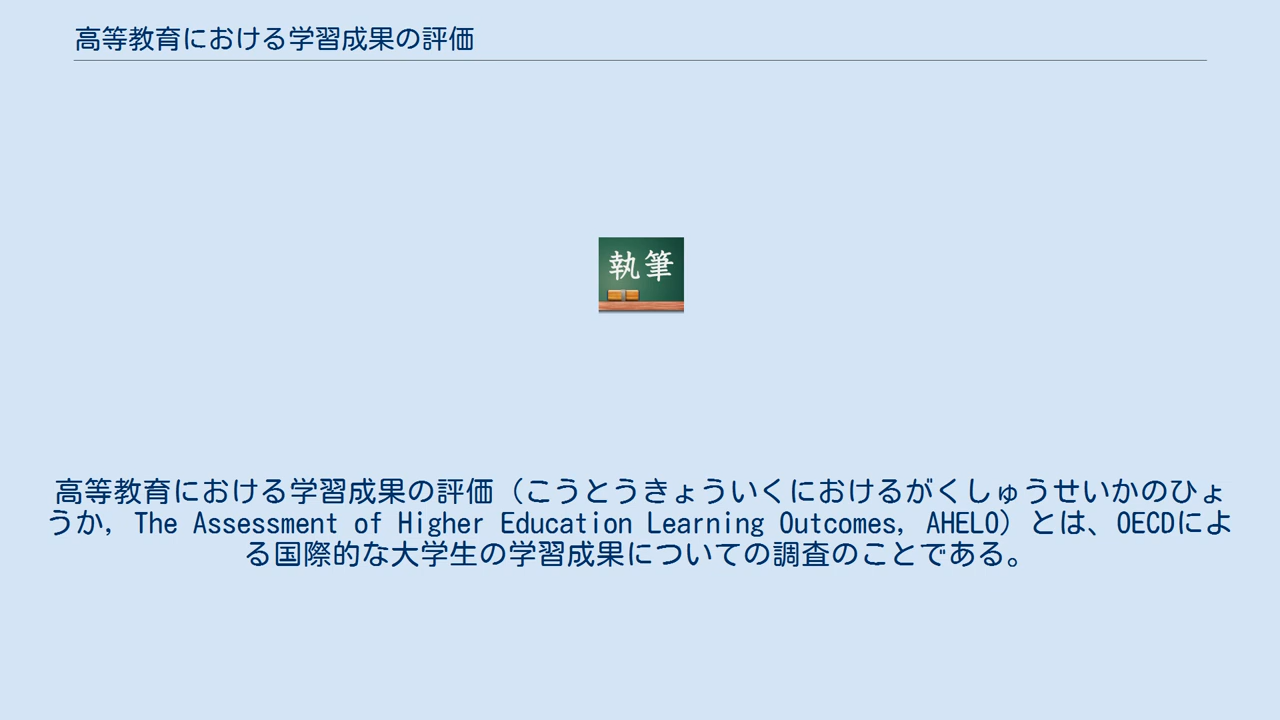 高等教育における学習成果の評価
執筆
高等教育における学習成果の評価（こうとうきょういくにおけるがくしゅうせいかのひょ
うか, The Assessment of Higher Education Learning Outcomes, AHELO）とは、OECDによ
る国際的な大学生の学習成果についての調査のことである。